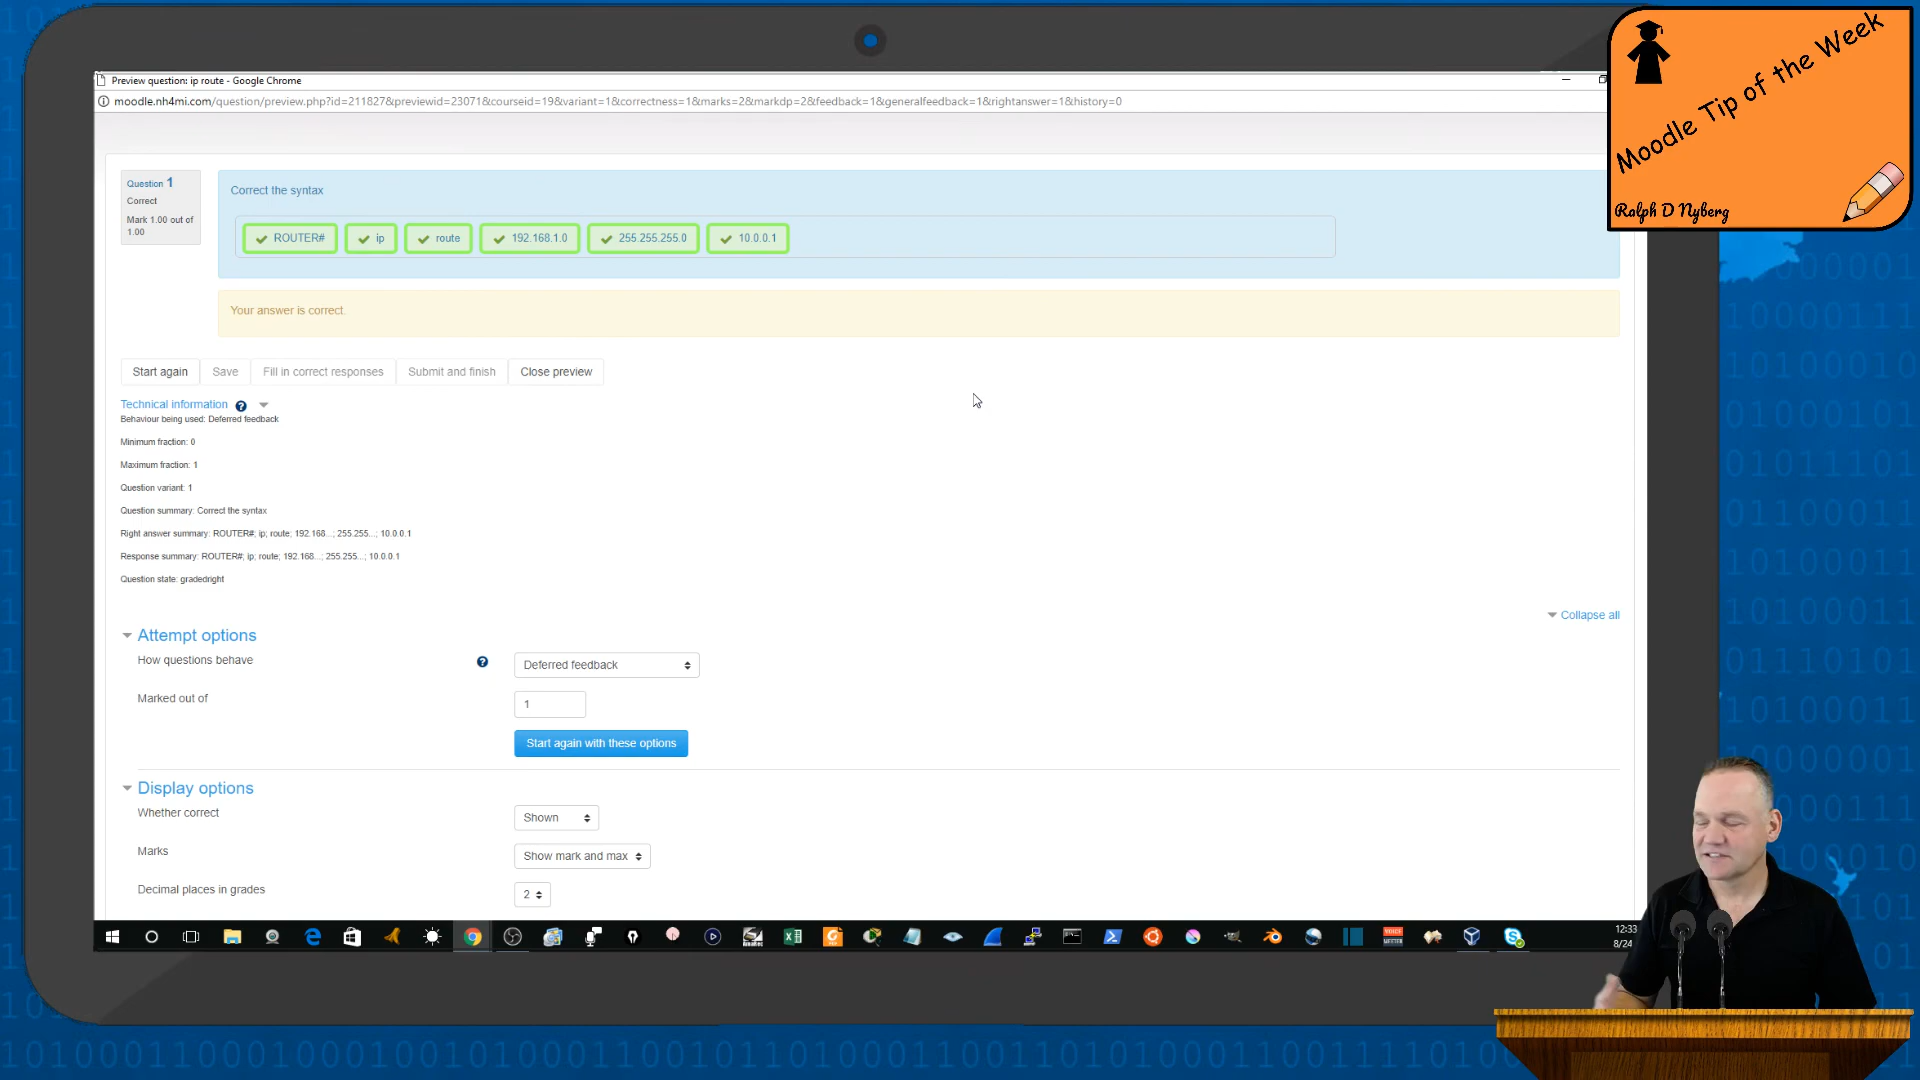 Preview question: ip route - Google Chrome
moodle.nh4mi.com/question/preview.php?id=211827&previewid=23071&courseid=19&variant=1&correctness=1&marks=2&markdp=2&feedback=1&generalfeedback=1&rightanswer=1&history=0
Moodle Tip of the Week
Ralph D Nyberg
Question 1
Correct
Mark 1.00 out of
1.00
Correct the syntax
ROUTER# ip route 192.168.1.0 255.255.255.0 10.0.0.1
Your answer is correct.
Start again Save Fill in correct responses Submit and finish Close preview
Technical information
Behaviour being used: Deferred feedback
Minimum fraction: 0
Maximum fraction: 1
Question variant: 1
Question summary: Correct the syntax
Right answer summary: ROUTER#; ip; route; 192.168...; 255.255...; 10.0.0.1
Response summary: ROUTER#; ip; route; 192.168...; 255.255...; 10.0.0.1
Question state: gradedright
Collapse all
Attempt options
How questions behave Deferred feedback
Marked out of 1
Start again with these options
Display options
Whether correct Shown
Marks Show mark and max
Decimal places in grades 2
12:33
8/24